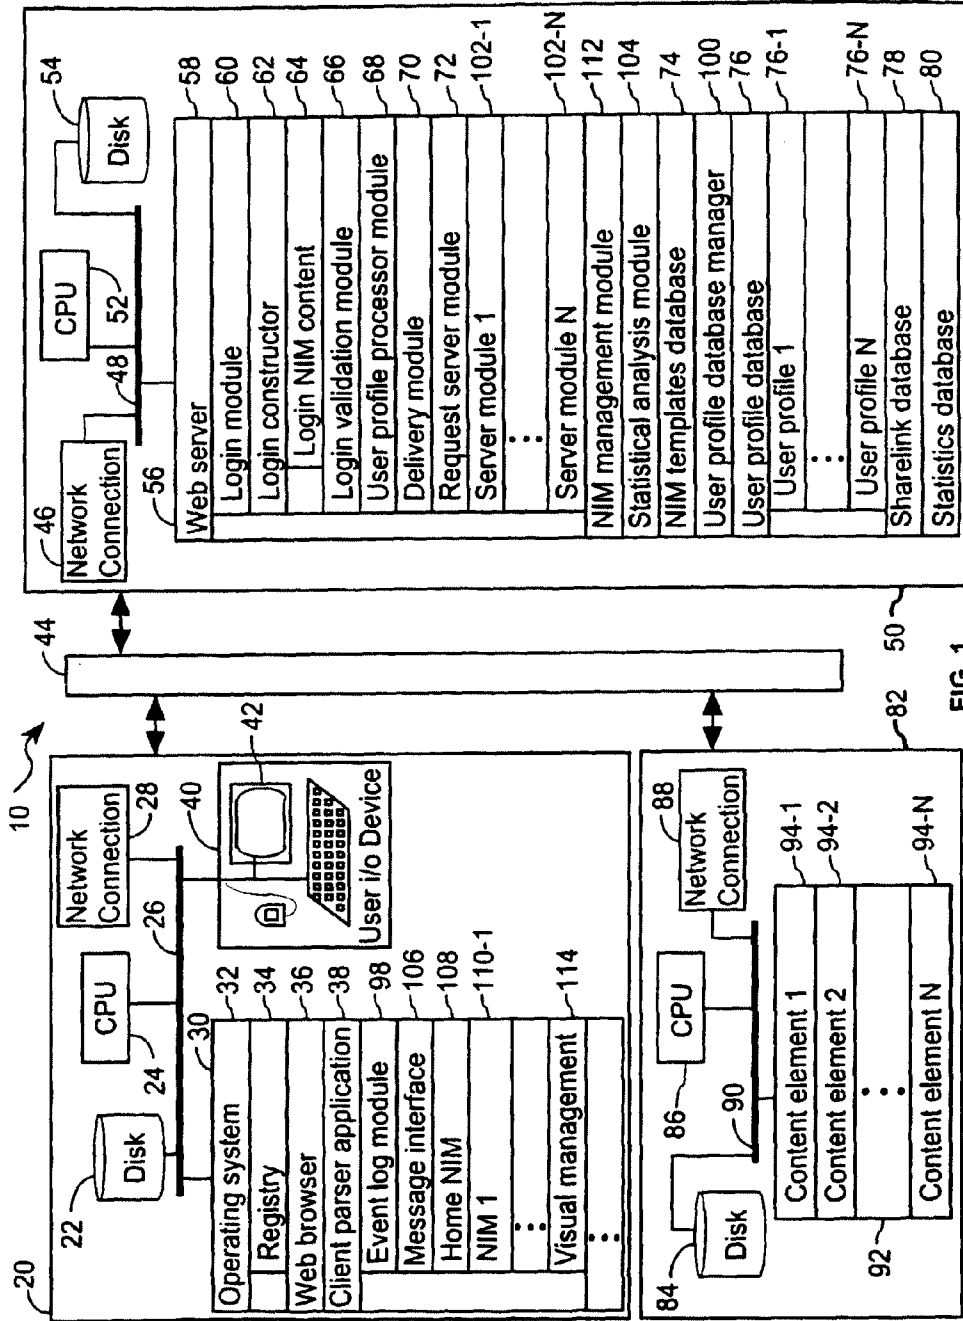 10
20
22
Disk
24
CPU
26
Network
Connection
28
30
Operating system
32
Registry
34
Web browser
36
Client parser application
38
Event log module
98
Message interface
106
Home NIM
108
NIM 1
110-1
⋮
Visual management
114
⋮
40
42
User i/o Device
44
46
Network
Connection
48
CPU
52
Disk
54
56
Web server
58
Login module
60
Login constructor
62
Login NIM content
64
Login validation module
66
User profile processor module
68
Delivery module
70
Request server module
72
Server module 1
102-1
⋮
Server module N
102-N
NIM management module
112
Statistical analysis module
104
NIM templates database
74
User profile database manager
100
User profile database
76
User profile 1
76-1
⋮
User profile N
76-N
Sharelink database
78
Statistics database
80
50
82
84
Disk
86
CPU
90
Network
Connection
88
Content element 1
94-1
Content element 2
94-2
⋮
Content element N
94-N
92
FIG. 1